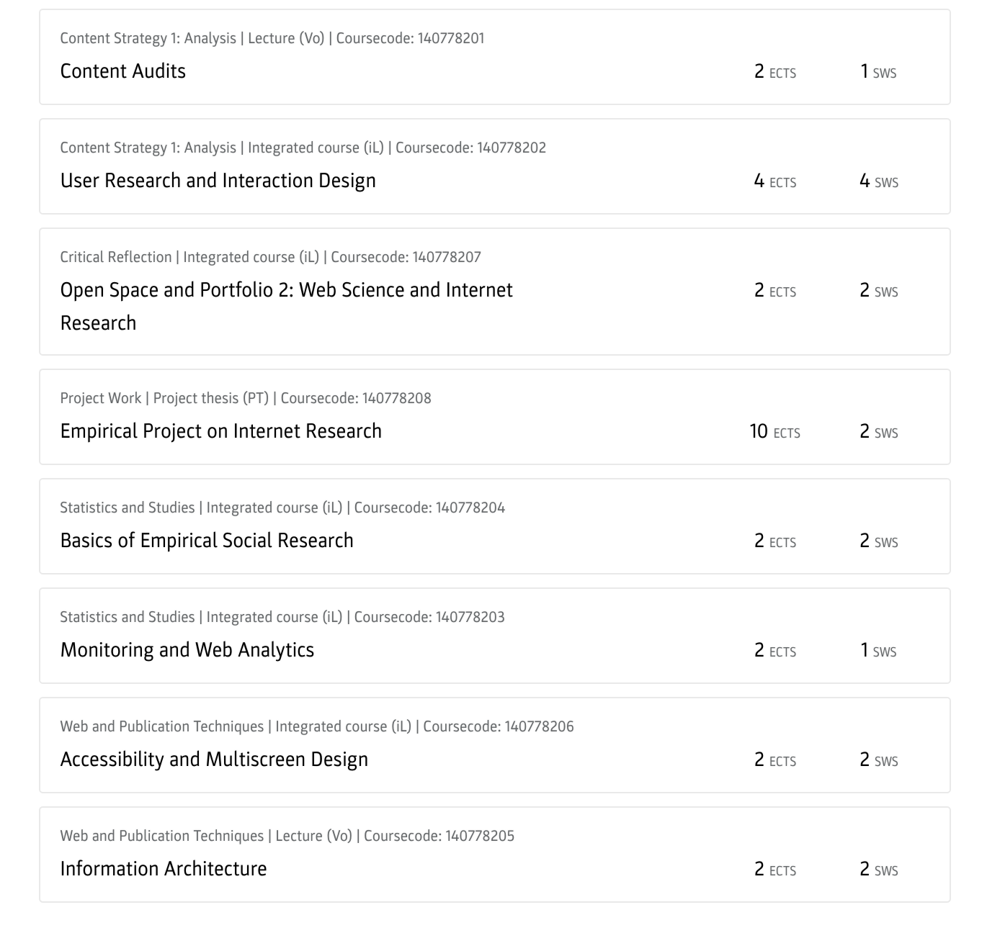 Content Strategy 1: Analysis | Lecture (Vo) | Coursecode: 140778201
Content Audits 2 ECTS 1 SWS
Content Strategy 1: Analysis | Integrated course (iL) | Coursecode: 140778202
User Research and Interaction Design 4 ECTS 4 SWS
Critical Reflection | Integrated course (iL) | Coursecode: 140778207
Open Space and Portfolio 2: Web Science and Internet 2 ECTS 2 SWS
Research
Project Work | Project thesis (PT) | Coursecode: 140778208
Empirical Project on Internet Research 10 ECTS 2 SWS
Statistics and Studies | Integrated course (iL) | Coursecode: 140778204
Basics of Empirical Social Research 2 ECTS 2 SWS
Statistics and Studies | Integrated course (iL) | Coursecode: 140778203
Monitoring and Web Analytics 2 ECTS 1 SWS
Web and Publication Techniques | Integrated course (iL) | Coursecode: 140778206
Accessibility and Multiscreen Design 2 ECTS 2 SWS
Web and Publication Techniques | Lecture (Vo) | Coursecode: 140778205
Information Architecture 2 ECTS 2 SWS